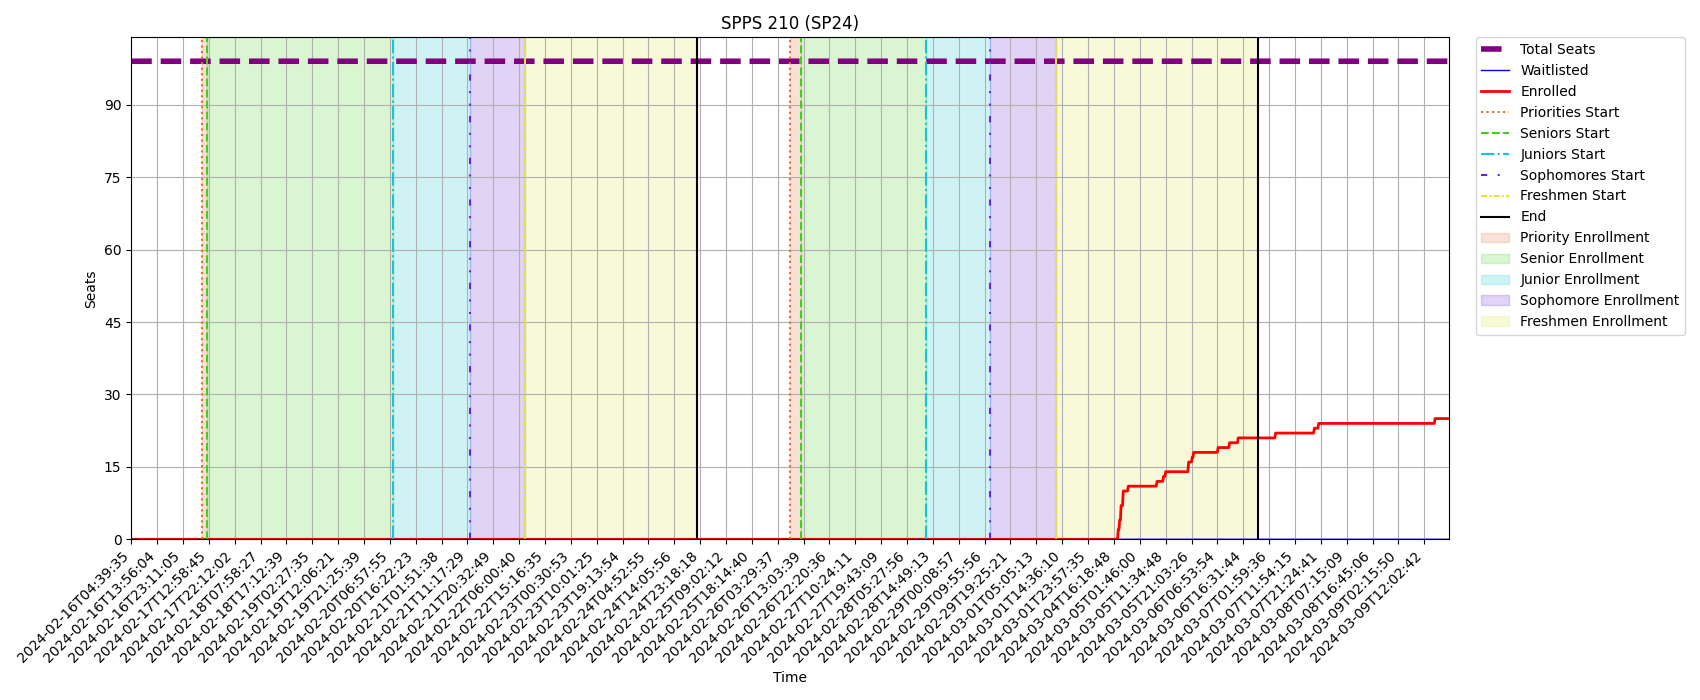 SPPS 210 (SP24)
Total Seats
Waitlisted
Enrolled
Priorities Start
Seniors Start
Juniors Start
Sophomores Start
Freshmen Start
End
Priority Enrollment
Senior Enrollment
Junior Enrollment
Sophomore Enrollment
Freshmen Enrollment
Seats
90
75
60
45
30
15
0
2024-02-16T04:39:35
2024-02-16T13:56:04
2024-02-16T23:11:05
2024-02-17T12:58:45
2024-02-17T22:12:02
2024-02-18T07:58:27
2024-02-18T17:12:39
2024-02-19T02:27:35
2024-02-19T12:06:21
2024-02-19T21:25:39
2024-02-20T06:57:55
2024-02-20T16:22:23
2024-02-21T01:51:38
2024-02-21T11:17:29
2024-02-21T20:32:49
2024-02-22T06:00:40
2024-02-22T15:16:35
2024-02-23T00:30:53
2024-02-23T10:01:25
2024-02-23T19:13:54
2024-02-24T04:52:55
2024-02-24T14:05:56
2024-02-24T23:18:18
2024-02-25T09:02:12
2024-02-25T18:14:40
2024-02-26T03:29:37
2024-02-26T13:03:39
2024-02-26T22:20:36
2024-02-27T10:24:11
2024-02-27T19:43:09
2024-02-28T05:27:56
2024-02-28T14:49:13
2024-02-29T00:08:57
2024-02-29T09:55:56
2024-02-29T19:25:21
2024-03-01T05:05:13
2024-03-01T14:36:10
2024-03-01T23:57:35
2024-03-04T16:18:48
2024-03-05T01:46:00
2024-03-05T11:34:48
2024-03-05T21:03:26
2024-03-06T06:53:54
2024-03-06T16:31:44
2024-03-07T01:59:36
2024-03-07T11:54:15
2024-03-07T21:24:41
2024-03-08T07:15:09
2024-03-08T16:45:06
2024-03-09T02:15:50
2024-03-09T12:02:42
Time